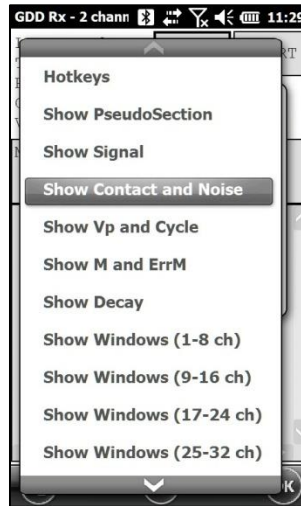 GDD Rx - 2 chann 11:29
Hotkeys
Show PseudoSection
Show Signal
Show Contact and Noise
Show Vp and Cycle
Show M and ErrM
Show Decay
Show Windows (1-8 ch)
Show Windows (9-16 ch)
Show Windows (17-24 ch)
Show Windows (25-32 ch)